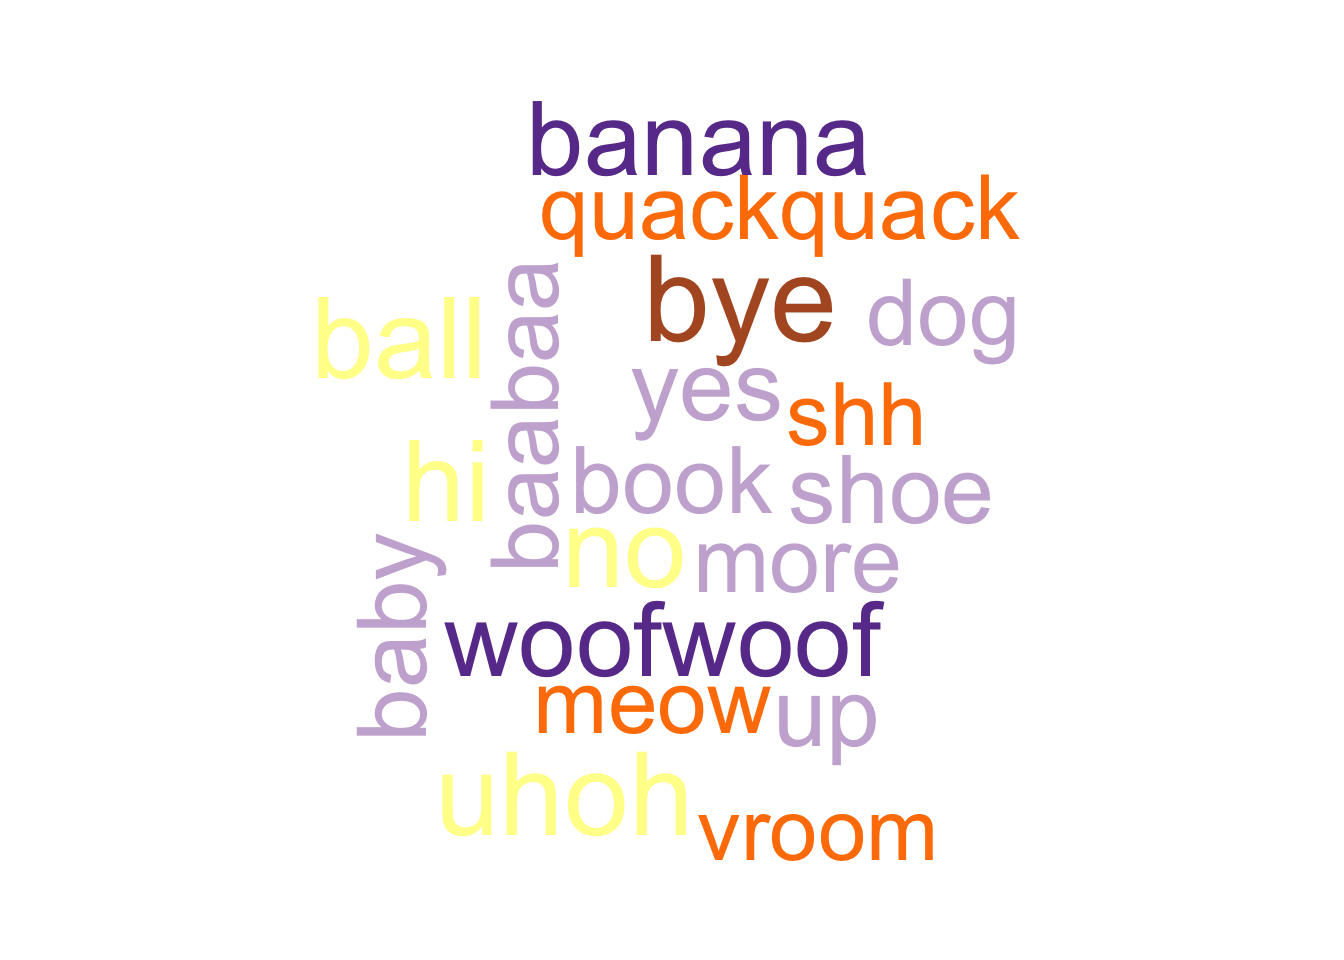 banana
quackquack
bye
dog
ball
baabaa
yes
shh
hi
book
shoe
no
more
baby
woofwoof
meow
up
uhoh
vroom